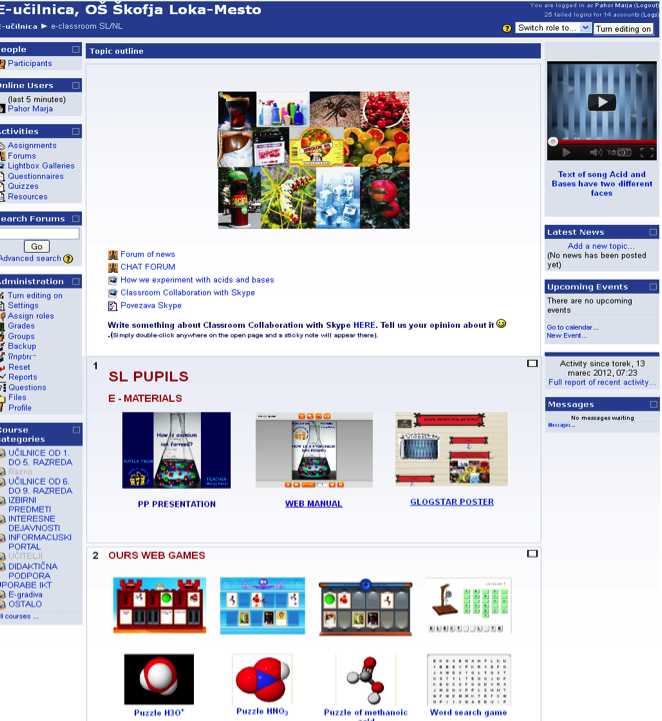 E-učilnica, OŠ Škofja Loka-Mesto
You are logged in as Pahor Marja (Logout)
25 failed logins for 14 accounts (Logs)
E-učilnica ► e-classroom SL/NL
Switch role to...
Turn editing on
People
Participants
Online Users
(last 5 minutes)
Pahor Marja
Activities
Assignments
Forums
Lightbox Galleries
Questionnaires
Quizzes
Resources
Search Forums
Go
Advanced search
Administration
Turn editing on
Settings
Assign roles
Grades
Groups
Backup
Reset
Reports
Questions
Files
Profile
Course
categories
UČILNICE OD 1.
DO 5. RAZREDA
Razno
UČILNICE OD 6.
DO 9. RAZREDA
IZBIRNI
PREDMETI
INTERESNE
DEJAVNOSTI
INFORMACIJSKI
PORTAL
UČITELJI
DIDAKTIČNA
PODPORA
UPORABE IKT
E-gradiva
OSTALO
All courses ...
Topic outline
Forum of news
CHAT FORUM
How we experiment with acids and bases
Classroom Collaboration with Skype
Povezava Skype
Write something about Classroom Collaboration with Skype HERE. Tell us your opinion about it
.(Simply double-click anywhere on the open page and a sticky note will appear there).
1
SL PUPILS
E - MATERIALS
PP PRESENTATION
WEB MANUAL
GLOGSTAR POSTER
2 OURS WEB GAMES
Puzzle H3O+
Puzzle HNO3
Puzzle of methanoic
acid
Word search game
Text of song Acid and
Bases have two different
faces
Latest News
Add a new topic...
(No news has been posted
yet)
Upcoming Events
There are no upcoming
events
Go to calendar...
New Event...
Activity since torek, 13
marec 2012, 07:23
Full report of recent activity...
Messages
No messages waiting
Messages...